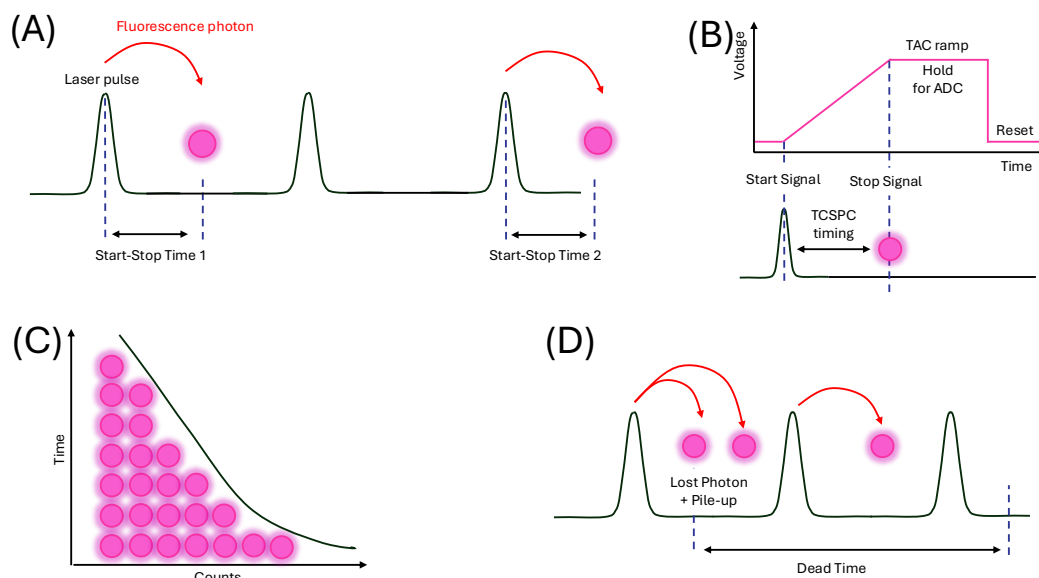 (A)
Fluorescence photon
Laser pulse
Start-Stop Time 1
Start-Stop Time 2
(B)
Voltage
TAC ramp
Hold
for ADC
Reset
Time
Start Signal
Stop Signal
TCSPC
timing
(C)
Time
Counts
(D)
Lost Photon
+ Pile-up
Dead Time